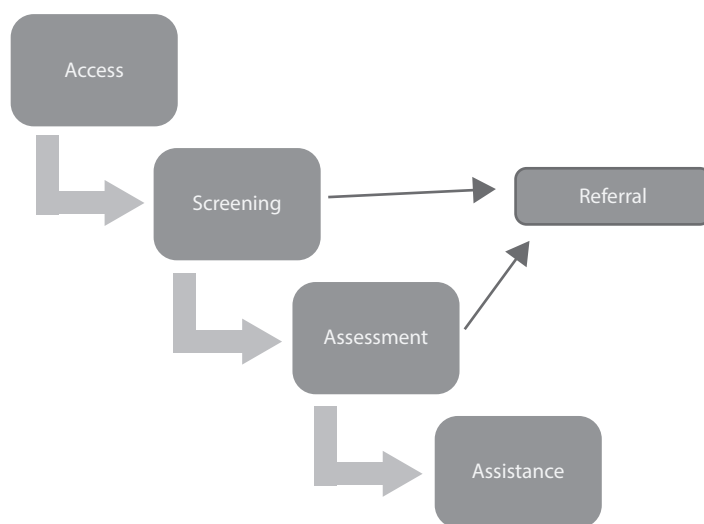 Access
Screening
Referral
Assessment
Assistance